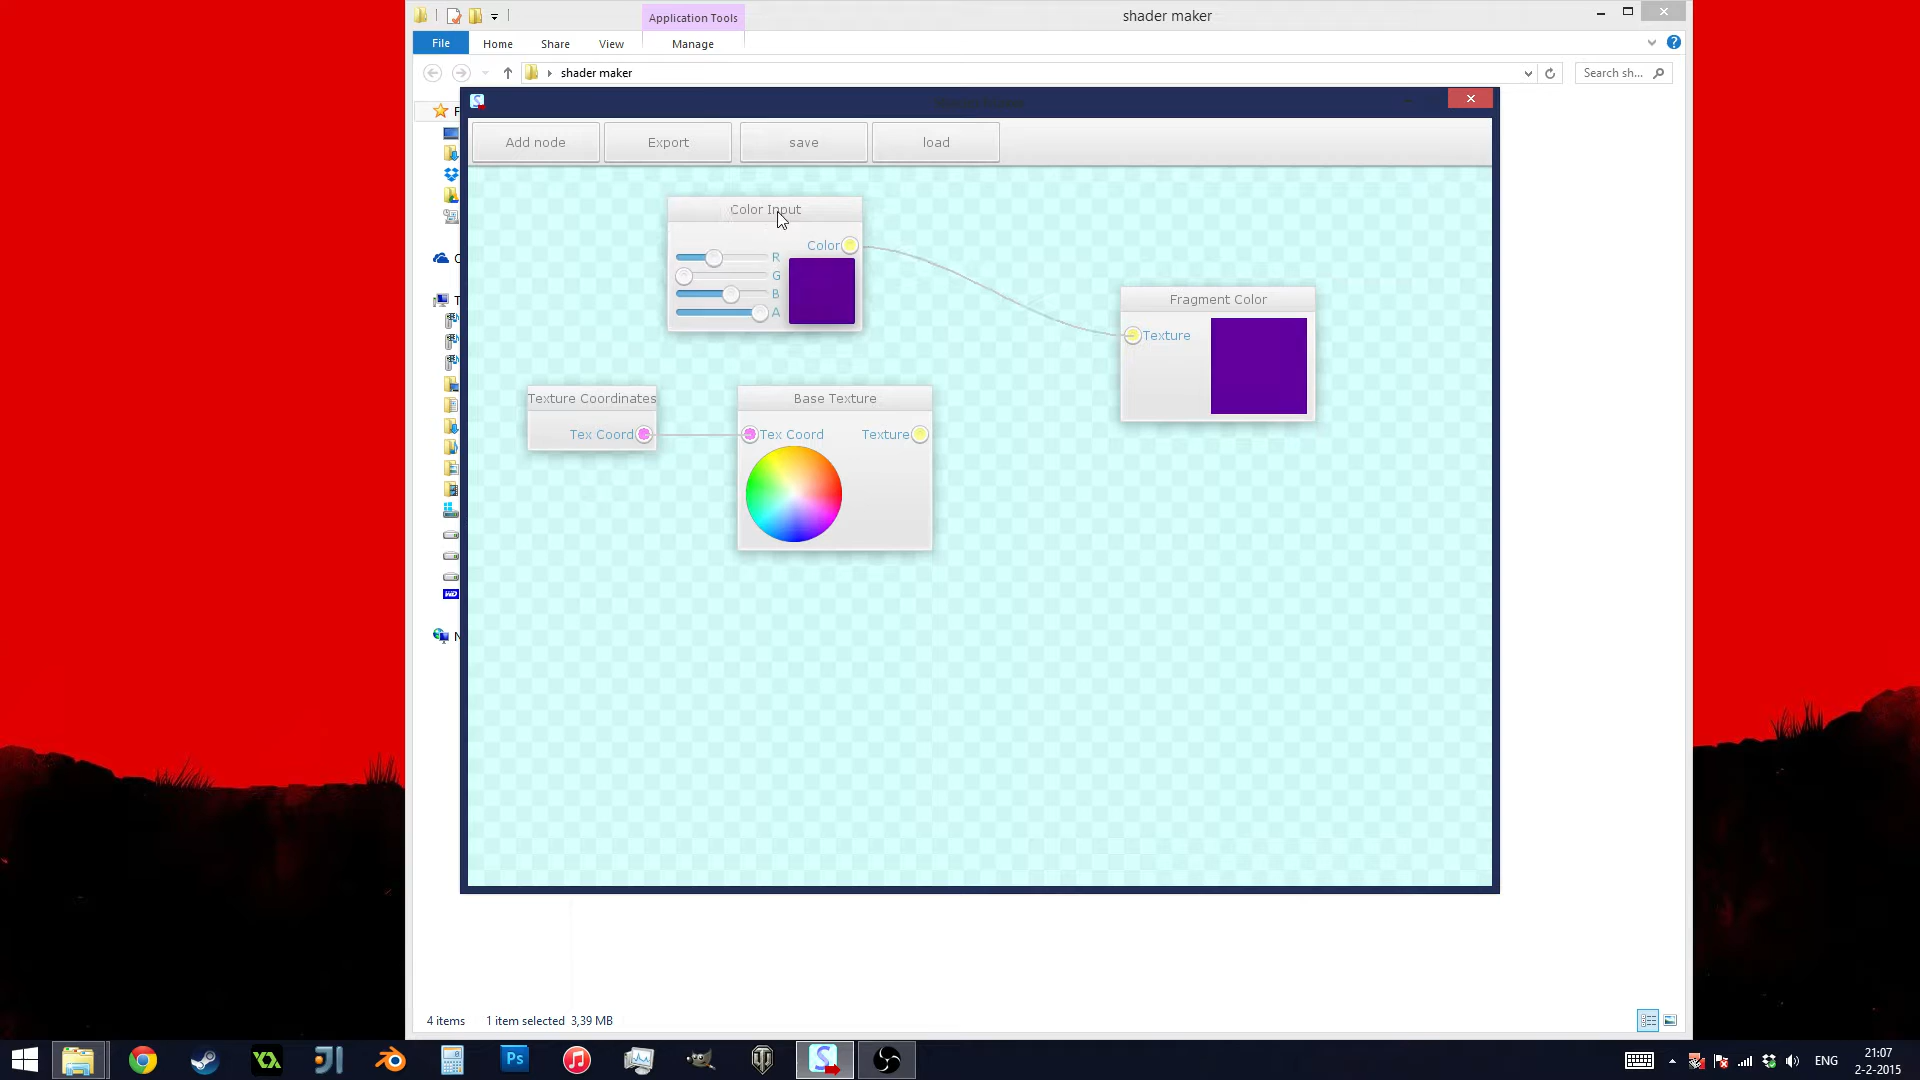 Application Tools
shader maker
File
Home
Share
View
Manage
shader maker
Search sh...
Add node
Export
save
load
Color Input
Color
R
G
B
A
Fragment Color
Texture
Texture Coordinates
Tex Coord
Base Texture
Tex Coord
Texture
4 items
1 item selected 3,39 MB
Ps
ENG
21:07
2-2-2015